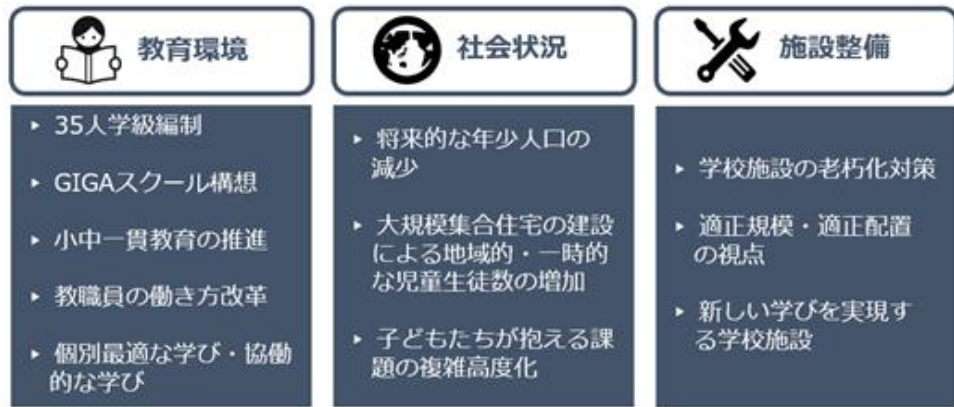 教育環境
▸ 35人学級編制
▸ GIGAスクール構想
▸ 小中一貫教育の推進
▸ 教職員の働き方改革
▸ 個別最適な学び・協働
的な学び
社会状況
▸ 将来的な年少人口の
減少
▸ 大規模集合住宅の建設
による地域的・一時的
な児童生徒数の増加
▸ 子どもたちが抱える課
題の複雑高度化
施設整備
▸ 学校施設の老朽化対策
▸ 適正規模・適正配置
の視点
▸ 新しい学びを実現す
る学校施設